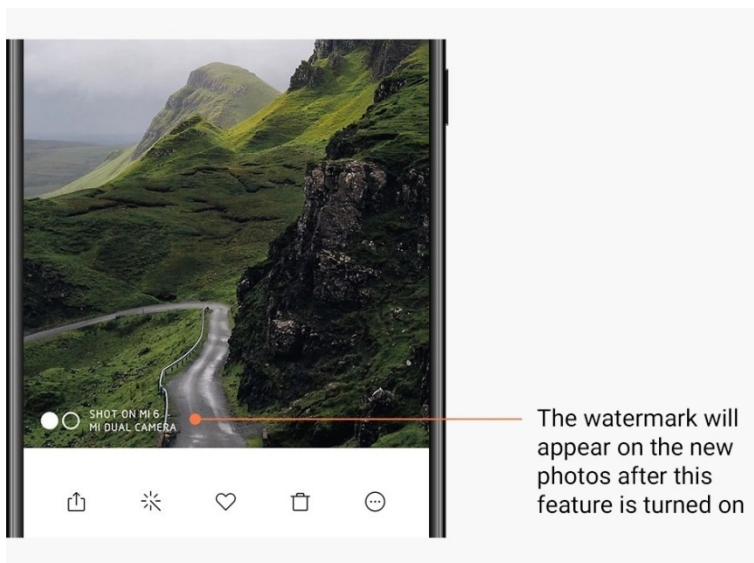 SHOT ON MI 6
MI DUAL CAMERA
The watermark will
appear on the new
photos after this
feature is turned on